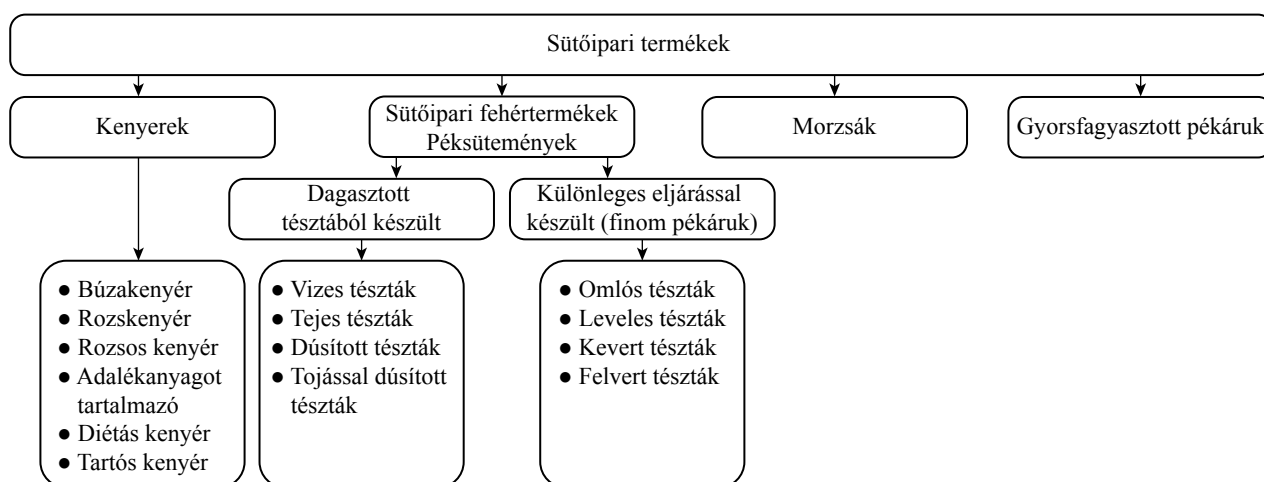 Sütőipari termékek
Kenyerek
Sütőipari fehértermékek
Péksütemények
Morzsák
Gyorsfagyasztott pékáruk
Dagasztott
tésztából készült
Különleges eljárással
készült (finom pékáruk)
● Búzakenyér
● Rozskenyér
● Rozsos kenyér
● Adalékanyagot
tartalmazó
● Diétás kenyér
● Tartós kenyér
● Vizes tészták
● Tejes tészták
● Dúsított tészták
● Tojással dúsított
tészták
● Omlós tészták
● Leveles tészták
● Kevert tészták
● Felvert tészták